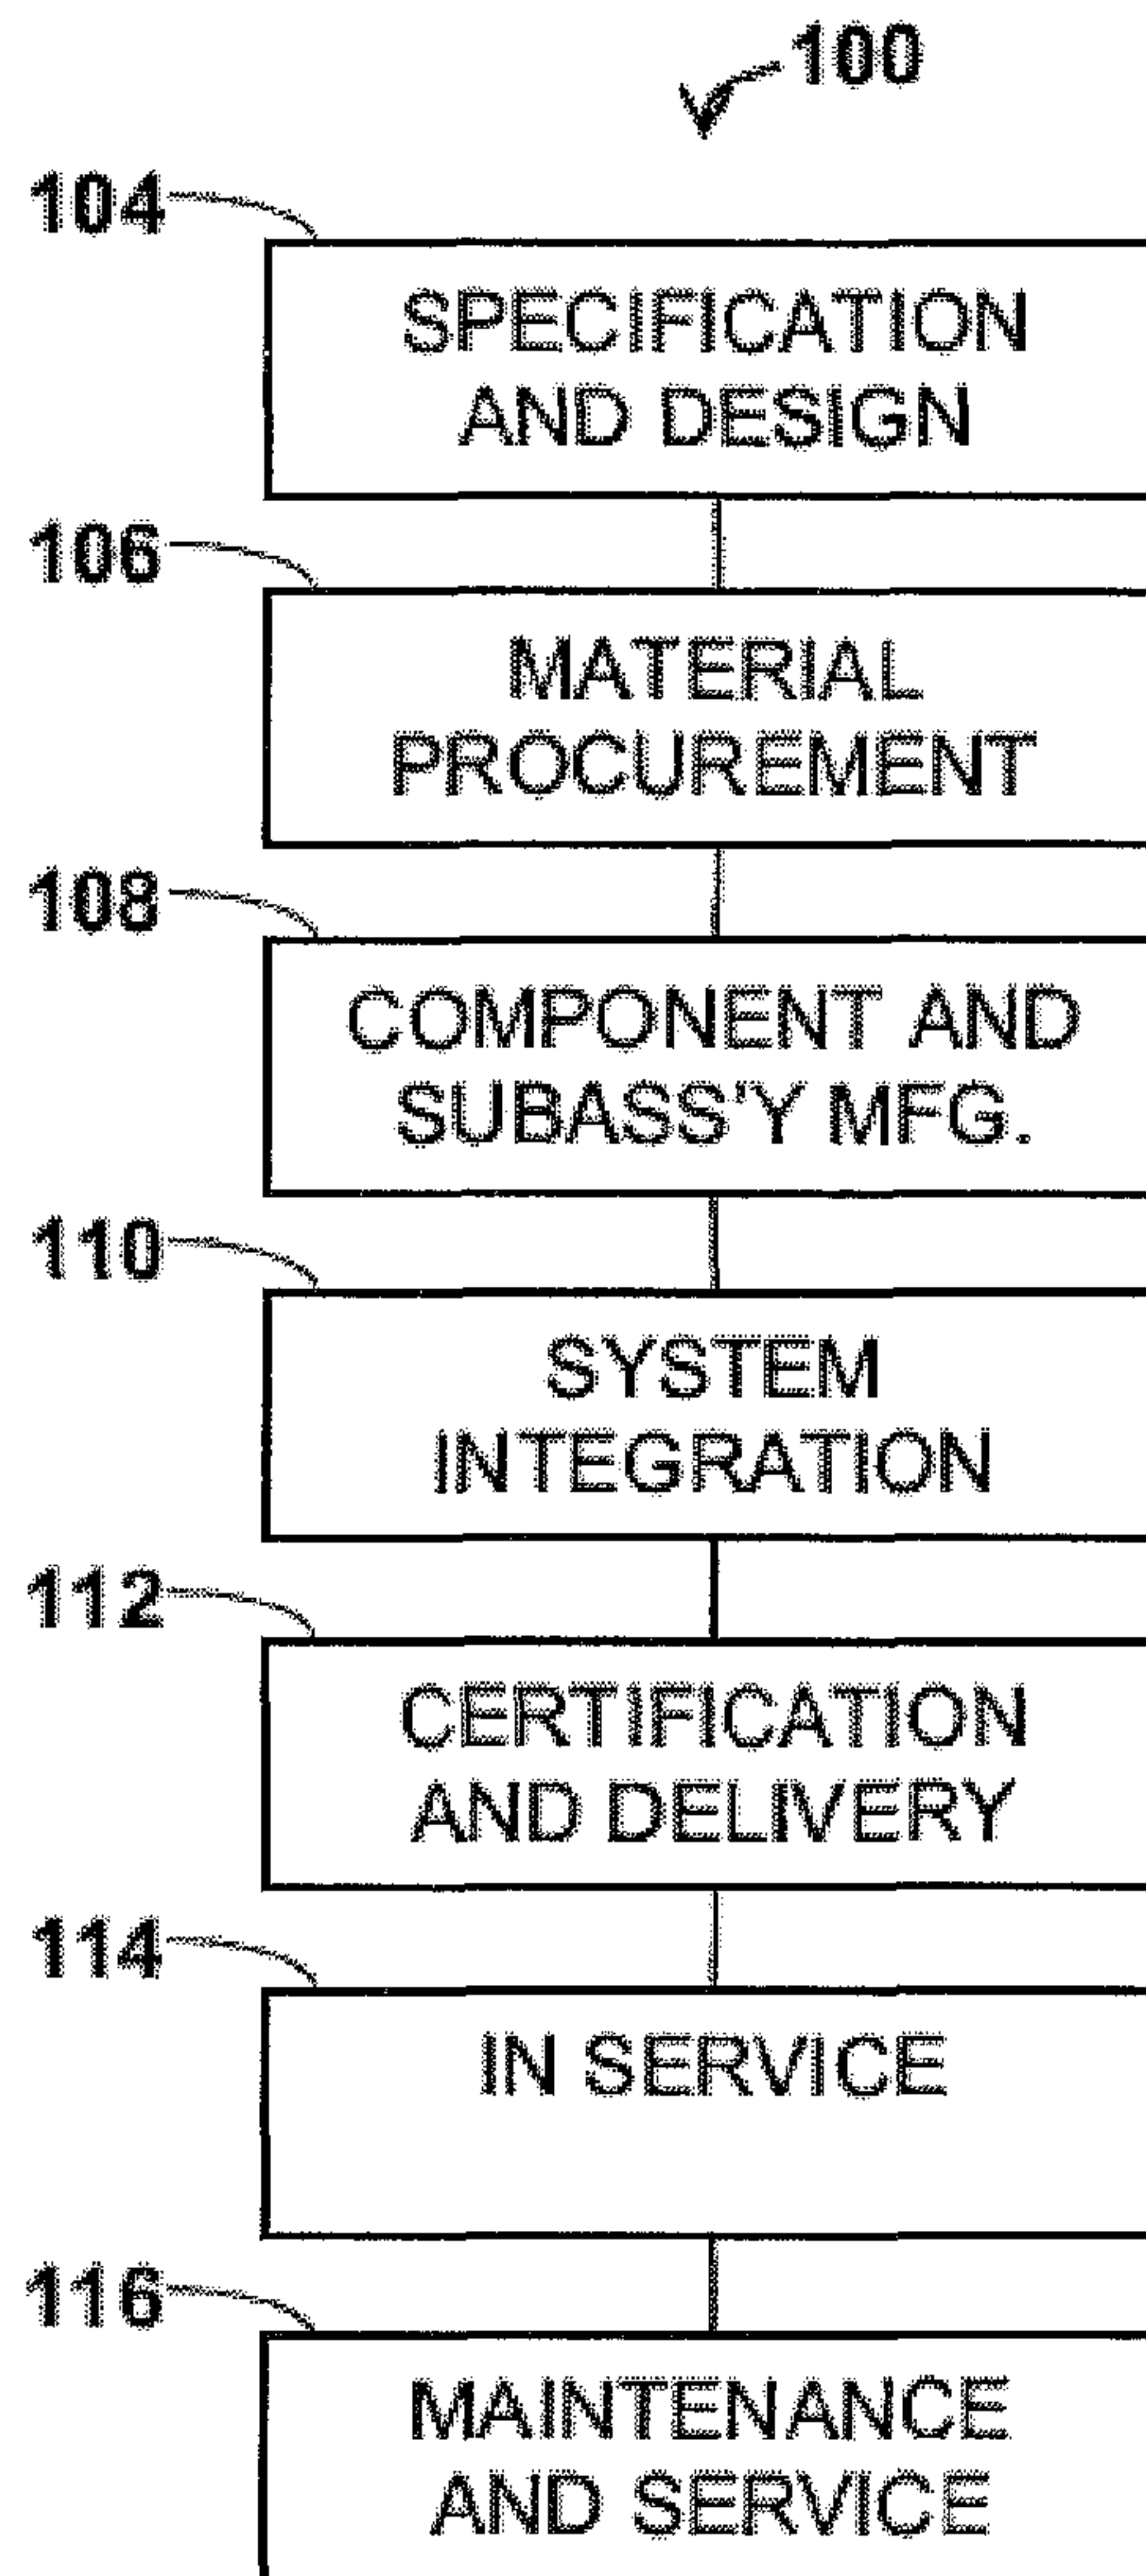 100
104
SPECIFICATION
AND DESIGN
106
MATERIAL
PROCUREMENT
108
COMPONENT AND
SUBASS'Y MFG.
110
SYSTEM
INTEGRATION
112
CERTIFICATION
AND DELIVERY
114
IN SERVICE
116
MAINTENANCE
AND SERVICE